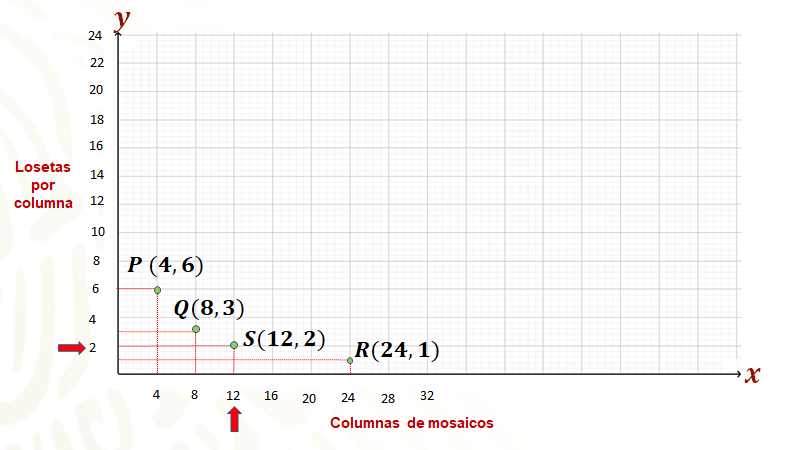 y
24
22
20
18
16
14
12
10
8
6
4
2
Losetas
por
columna
P (4, 6)
Q(8, 3)
S(12, 2)
R(24, 1)
x
4 8 12 16 20 24 28 32
Columnas de mosaicos